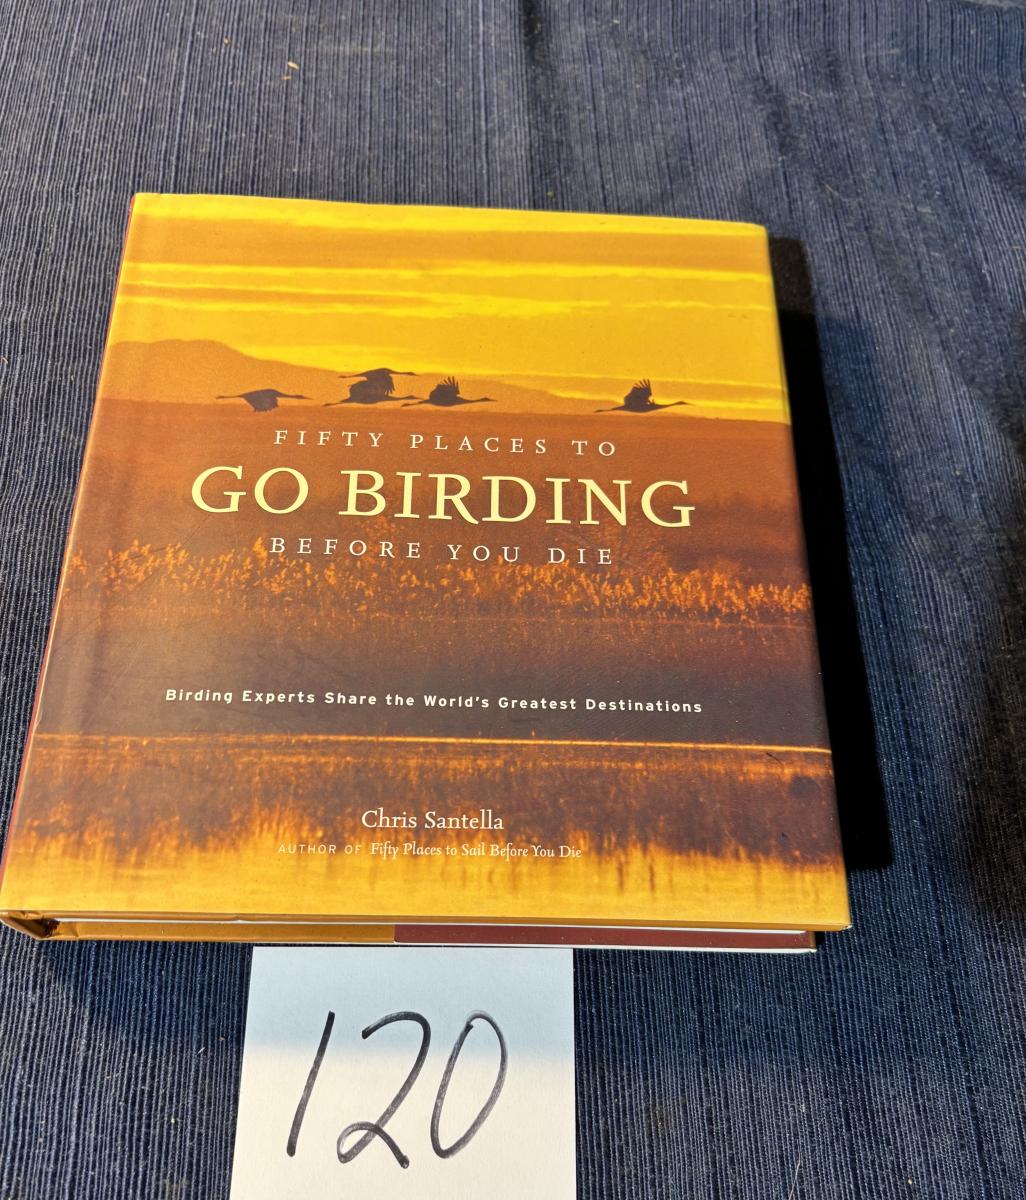 FIFTY PLACES TO
GO BIRDING
BEFORE YOU DIE
Birding Experts Share the World's Greatest Destinations
Chris Santella
AUTHOR OF Fifty Places to Sail Before You Die
120